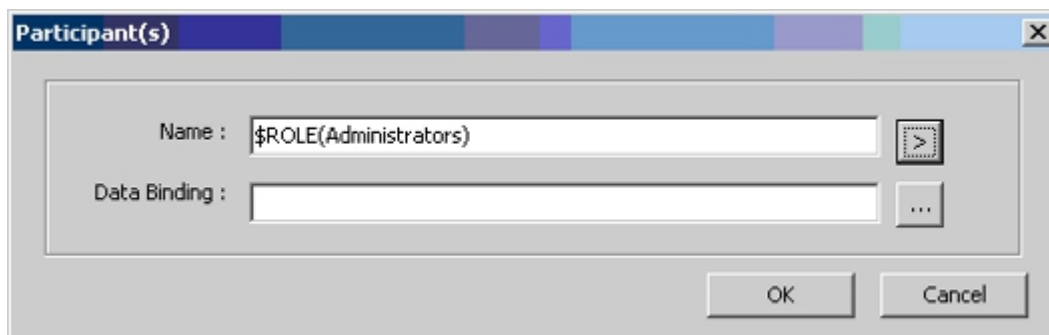 Participant(s) X
Name : $ROLE(Administrators) >
Data Binding : ...
OK Cancel